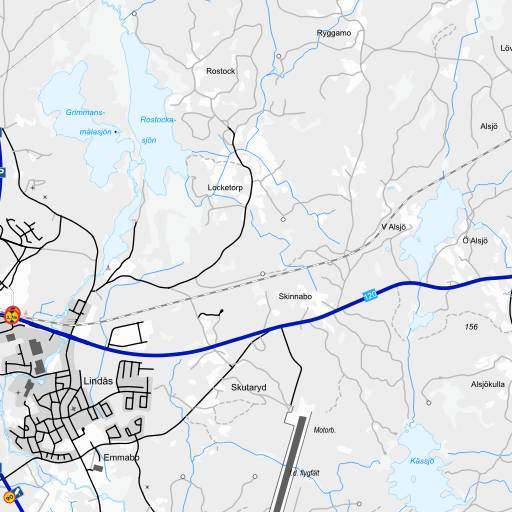 Ryggamo
Löv
Rostock
Grimmans-
målasjön
Rostocka-
sjön
Alsjö
P
Locketorp
V Alsjö
Ö Alsjö
Skinnabo
120
156
Lindås
Skutaryd
Alsjökulla
Motorb.
d. flygfält
Emmabo
Kässjö
90